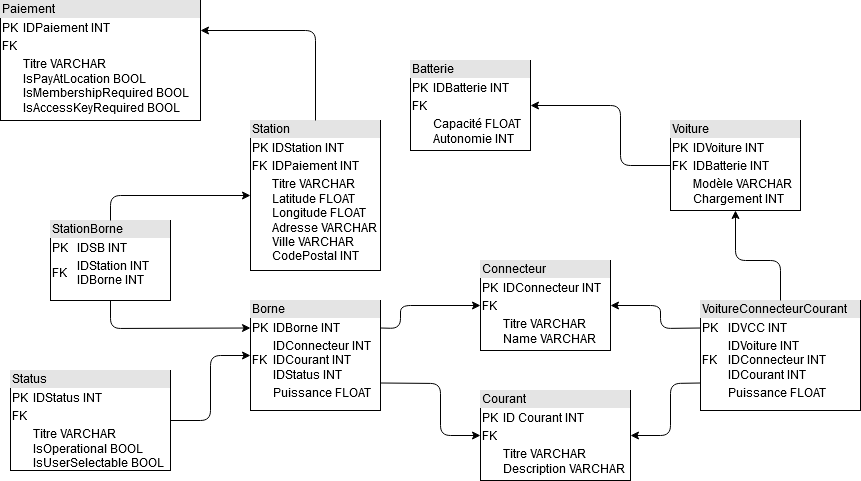 Paiement
PK IDPaiement INT
FK
Titre VARCHAR
IsPayAtLocation BOOL
IsMembershipRequired BOOL
IsAccessKeyRequired BOOL
Batterie
PK IDBatterie INT
FK
Capacité FLOAT
Autonomie INT
Station
PK IDStation INT
FK IDPaiement INT
Titre VARCHAR
Latitude FLOAT
Longitude FLOAT
Adresse VARCHAR
Ville VARCHAR
CodePostal INT
Voiture
PK IDVoiture INT
FK IDBatterie INT
Modèle VARCHAR
Chargement INT
StationBorne
PK IDSB INT
FK IDStation INT
IDBorne INT
Connecteur
PK IDConnecteur INT
FK
Titre VARCHAR
Name VARCHAR
Borne
PK IDBorne INT
IDConnecteur INT
FK IDCourant INT
IDStatus INT
Puissance FLOAT
VoitureConnecteurCourant
PK IDVCC INT
IDVoiture INT
FK IDConnecteur INT
IDCourant INT
Puissance FLOAT
Status
PK IDStatus INT
FK
Titre VARCHAR
IsOperational BOOL
IsUserSelectable BOOL
Courant
PK ID Courant INT
FK
Titre VARCHAR
Description VARCHAR